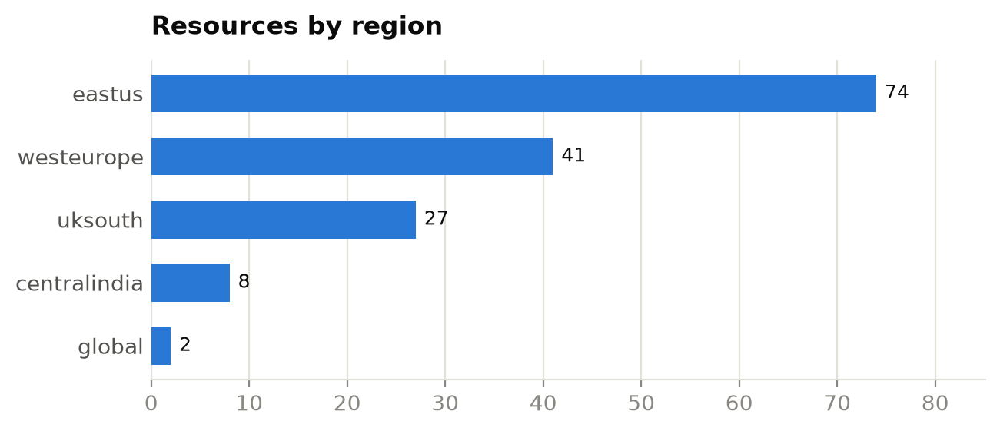 Resources by region
eastus 74
westeurope 41
uksouth 27
centralindia 8
global 2
0 10 20 30 40 50 60 70 80